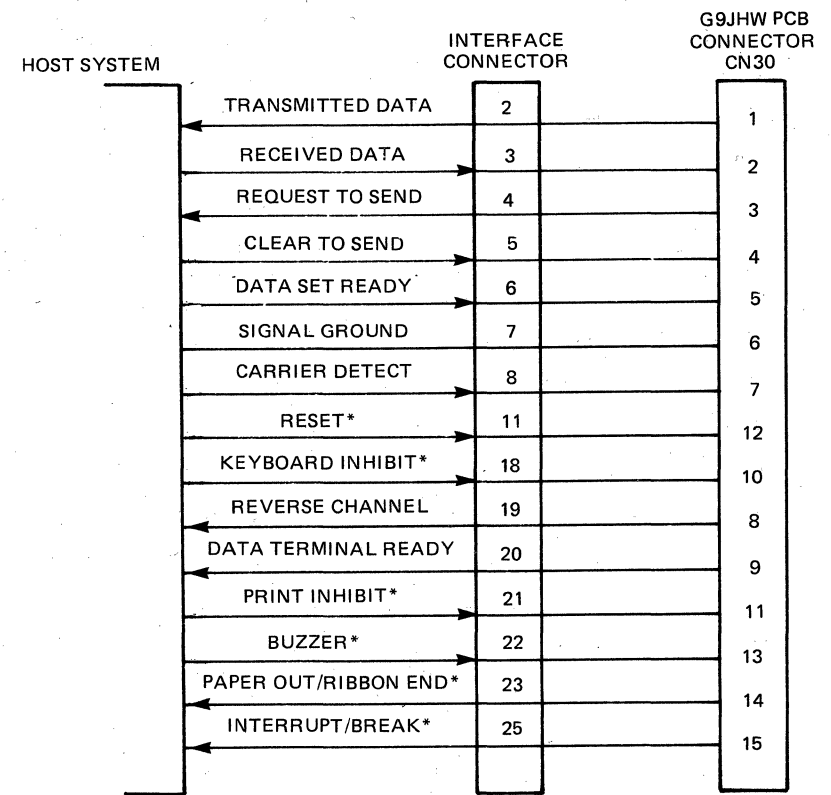 G9JHW PCB
INTERFACE CONNECTOR
HOST SYSTEM CONNECTOR CN30
TRANSMITTED DATA 2 1
RECEIVED DATA 3 2
REQUEST TO SEND 4 3
CLEAR TO SEND 5 4
DATA SET READY 6 5
SIGNAL GROUND 7 6
CARRIER DETECT 8 7
RESET* 11 12
KEYBOARD INHIBIT* 18 10
REVERSE CHANNEL 19 8
DATA TERMINAL READY 20 9
PRINT INHIBIT* 21 11
BUZZER* 22 13
PAPER OUT/RIBBON END* 23 14
INTERRUPT/BREAK* 25 15